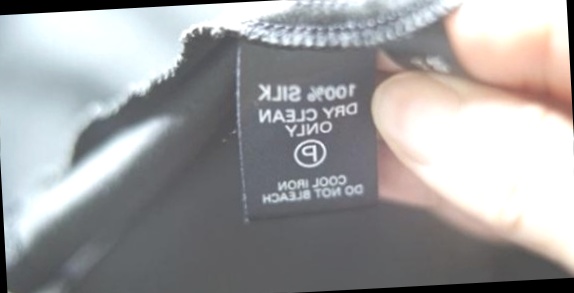 100% SILK
DRY CLEAN
ONLY
P
COOL IRON
DO NOT BLEACH